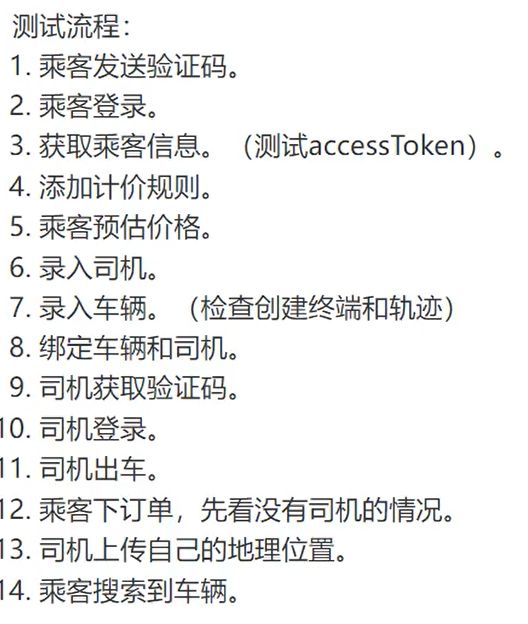 测试流程：
1. 乘客发送验证码。
2. 乘客登录。
3. 获取乘客信息。（测试accessToken）。
4. 添加计价规则。
5. 乘客预估价格。
6. 录入司机。
7. 录入车辆。（检查创建终端和轨迹）
8. 绑定车辆和司机。
9. 司机获取验证码。
10. 司机登录。
11. 司机出车。
12. 乘客下订单，先看没有司机的情况。
13. 司机上传自己的地理位置。
14. 乘客搜索到车辆。